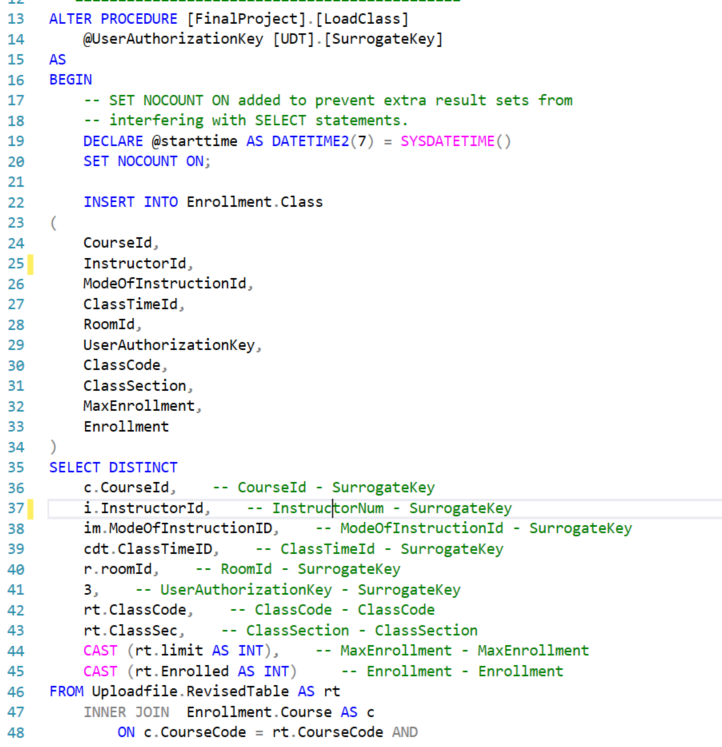 13 ALTER PROCEDURE [FinalProject].[LoadClass]
14 @UserAuthorizationKey [UDT].[SurrogateKey]
15 AS
16 BEGIN
17 -- SET NOCOUNT ON added to prevent extra result sets from
18 -- interfering with SELECT statements.
19 DECLARE @starttime AS DATETIME2(7) = SYSDATETIME()
20 SET NOCOUNT ON;
21
22 INSERT INTO Enrollment.Class
23 (
24 CourseId,
25 InstructorId,
26 ModeOfInstructionId,
27 ClassTimeId,
28 RoomId,
29 UserAuthorizationKey,
30 ClassCode,
31 ClassSection,
32 MaxEnrollment,
33 Enrollment
34 )
35 SELECT DISTINCT
36 c.CourseId, -- CourseId - SurrogateKey
37 i.InstructorId, -- InstructorNum - SurrogateKey
38 im.ModeOfInstructionID, -- ModeOfInstructionId - SurrogateKey
39 cdt.ClassTimeID, -- ClassTimeId - SurrogateKey
40 r.roomId, -- RoomId - SurrogateKey
41 3, -- UserAuthorizationKey - SurrogateKey
42 rt.ClassCode, -- ClassCode - ClassCode
43 rt.ClassSec, -- ClassSection - ClassSection
44 CAST (rt.limit AS INT), -- MaxEnrollment - MaxEnrollment
45 CAST (rt.Enrolled AS INT) -- Enrollment - Enrollment
46 FROM Uploadfile.RevisedTable AS rt
47 INNER JOIN Enrollment.Course AS c
48 ON c.CourseCode = rt.CourseCode AND